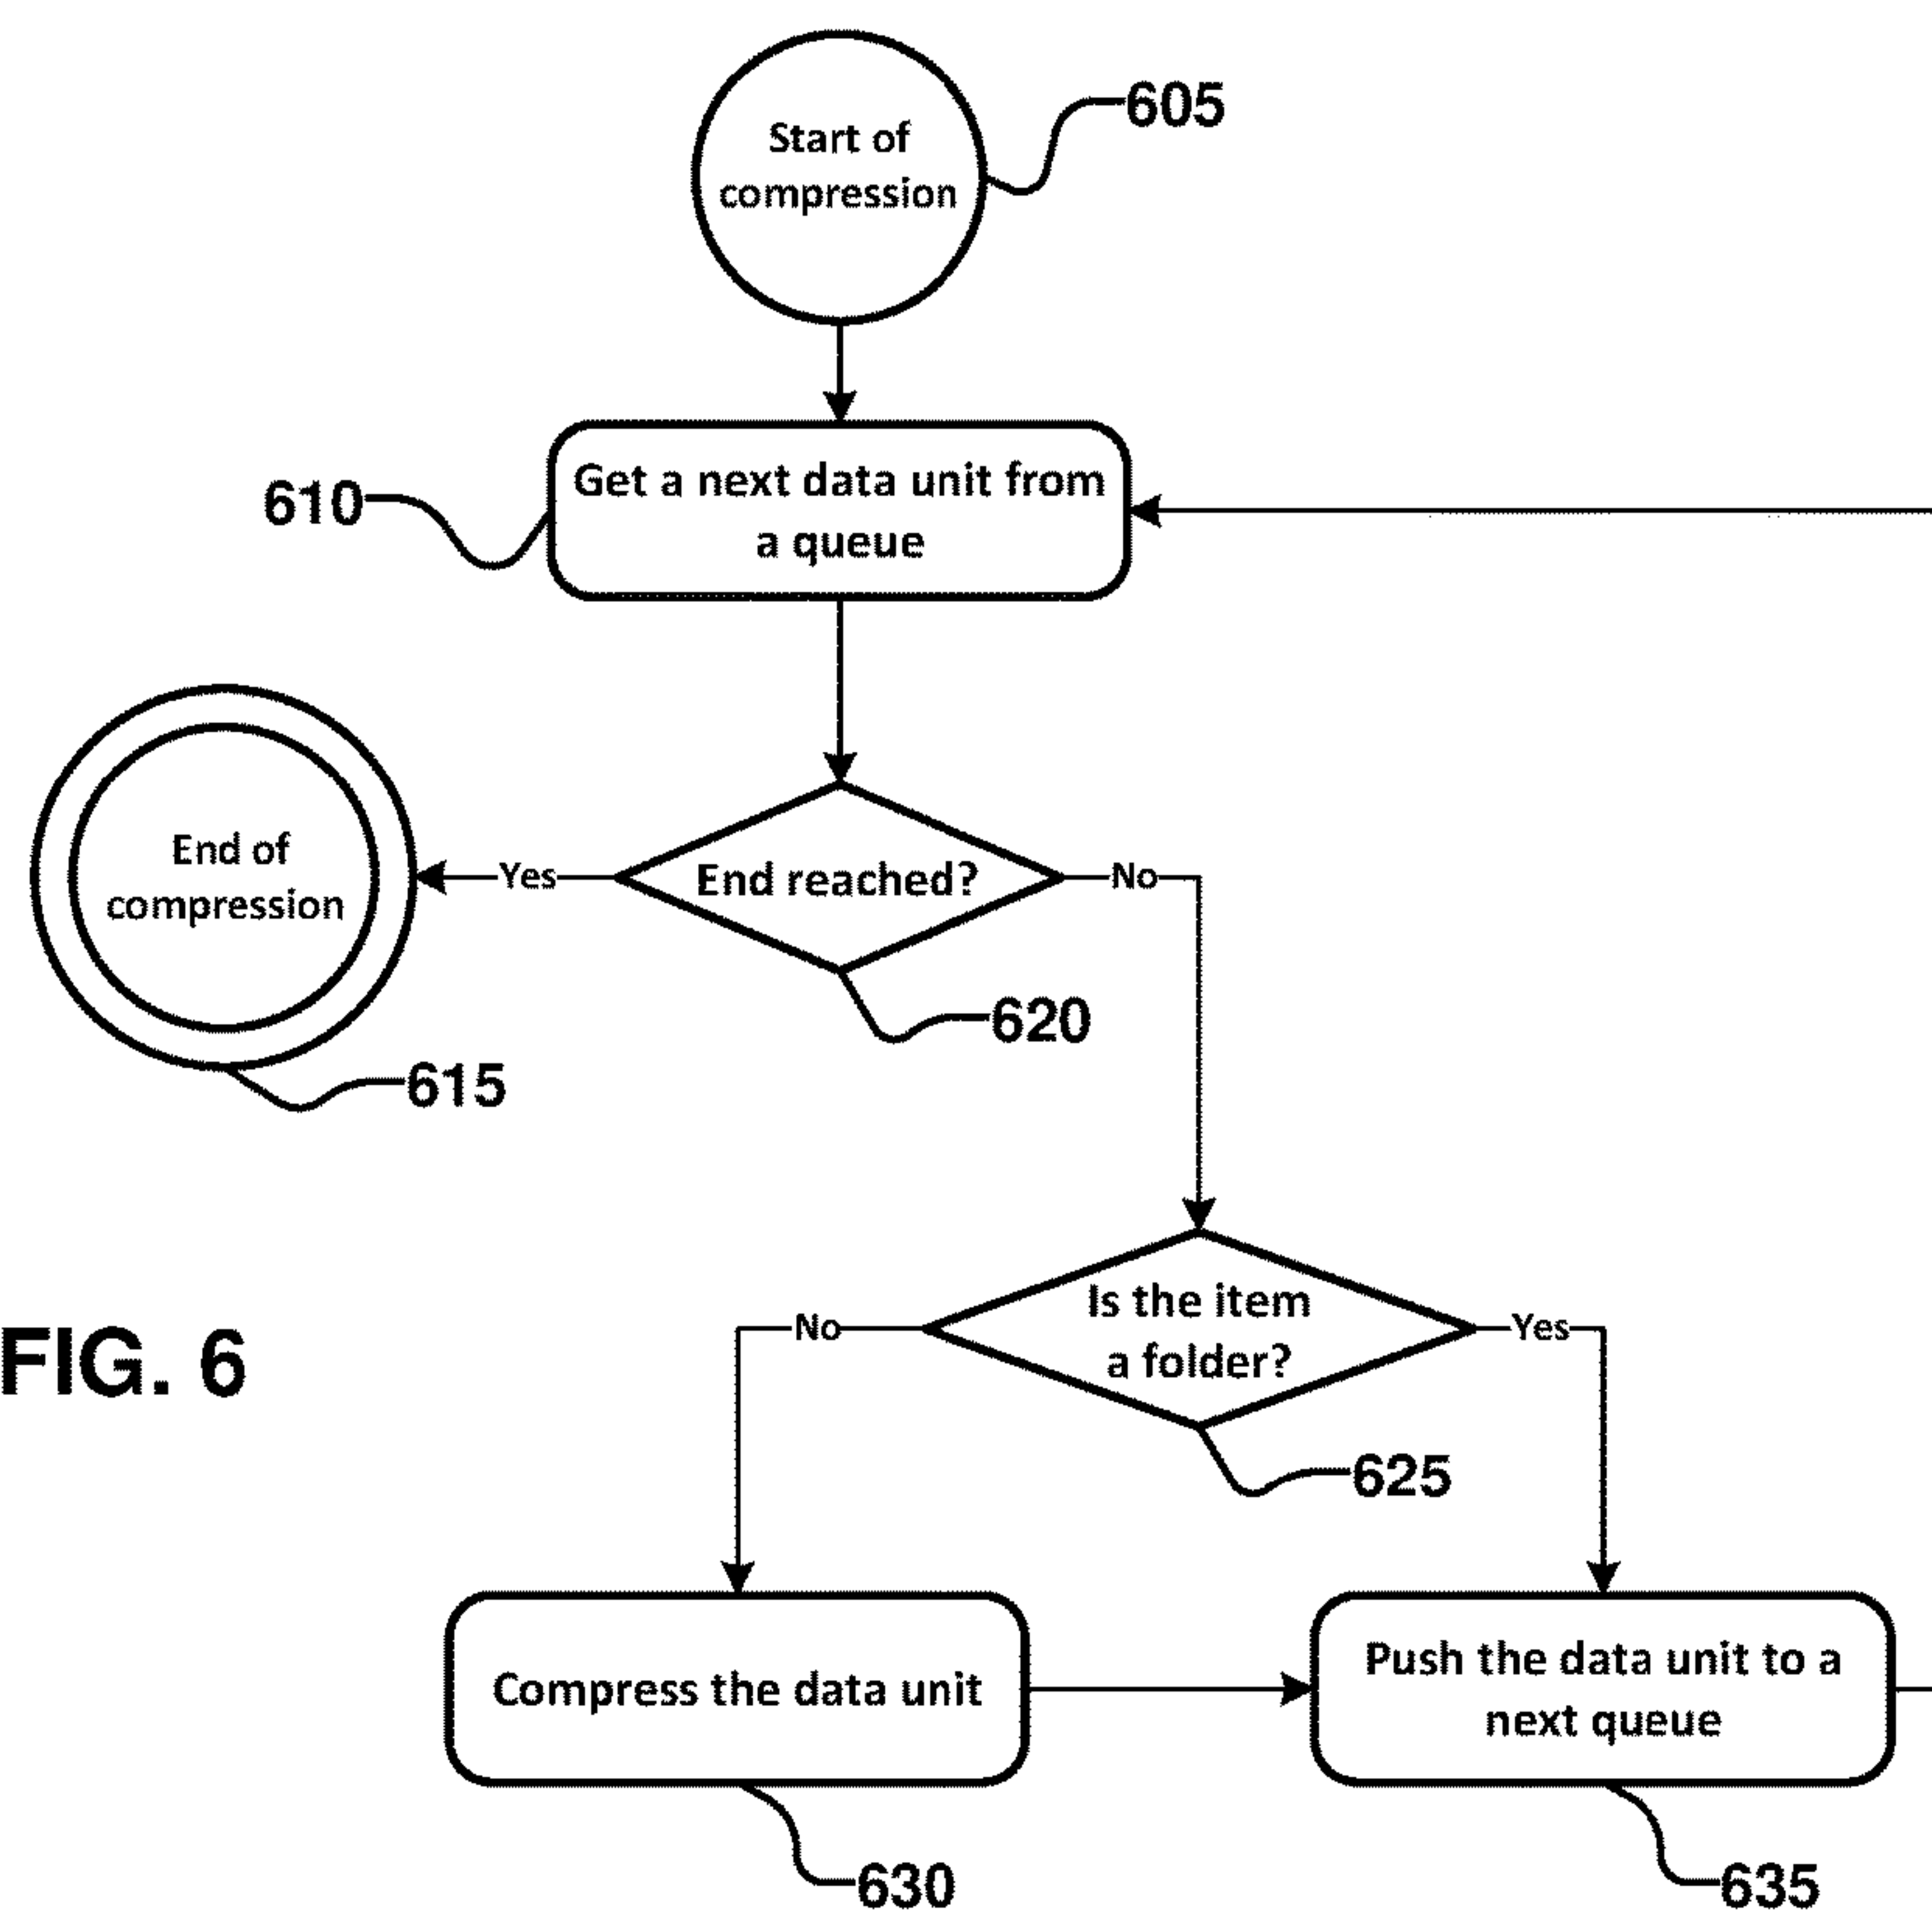 Start of
compression
605
Get a next data unit from
a queue
610
End of
compression
Yes
End reached?
No
620
615
FIG. 6
No
Is the item
a folder?
Yes
625
Compress the data unit
Push the data unit to a
next queue
630
635